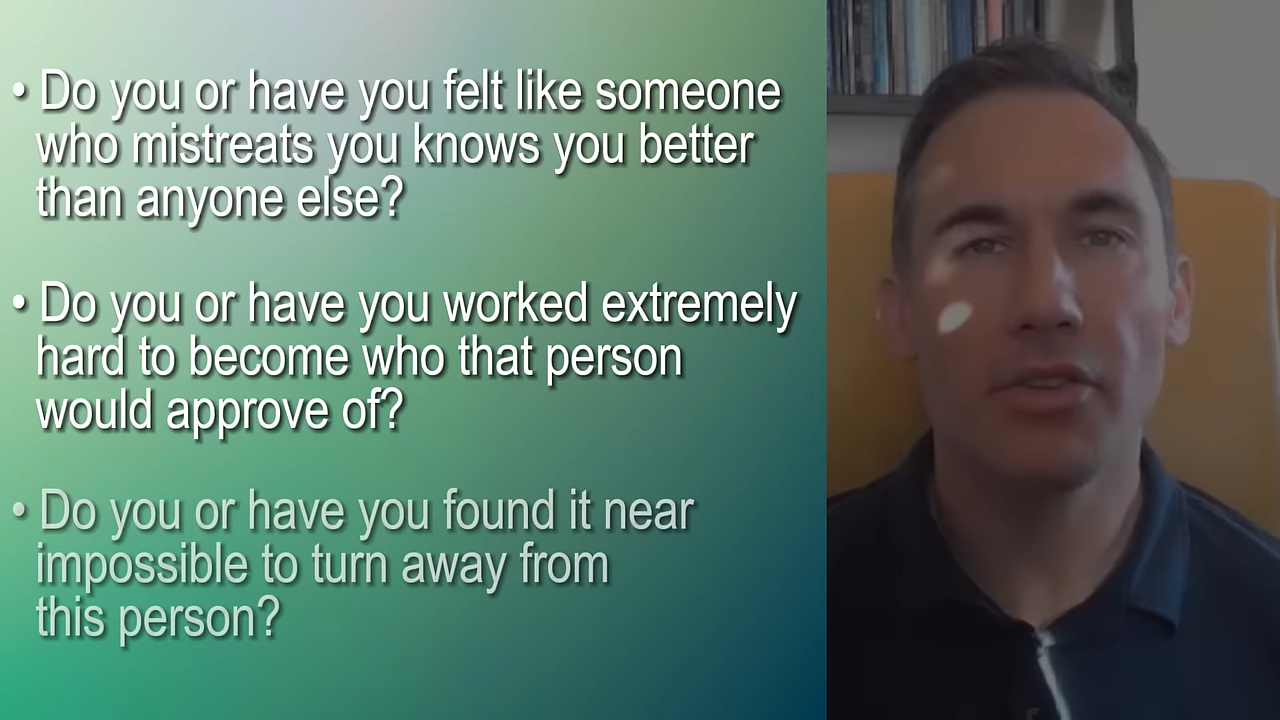 • Do you or have you felt like someone
who mistreats you knows you better
than anyone else?
• Do you or have you worked extremely
hard to become who that person
would approve of?
• Do you or have you found it near
impossible to turn away from
this person?